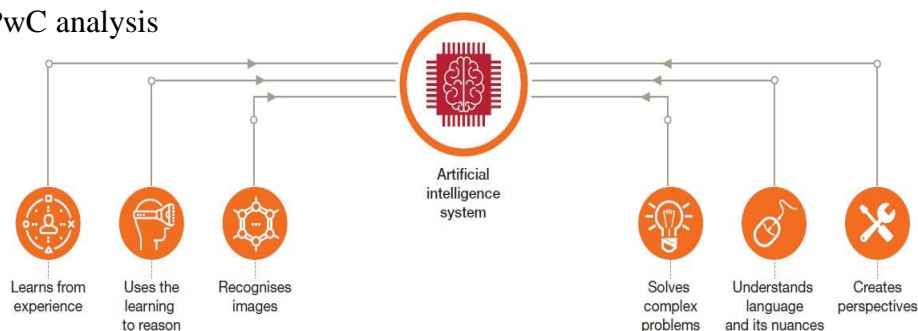 PwC analysis
Artificial
intelligence
system
Learns from
experience
Uses the
learning
to reason
Recognises
images
Solves
complex
problems
Understands
language
and its nuances
Creates
perspectives